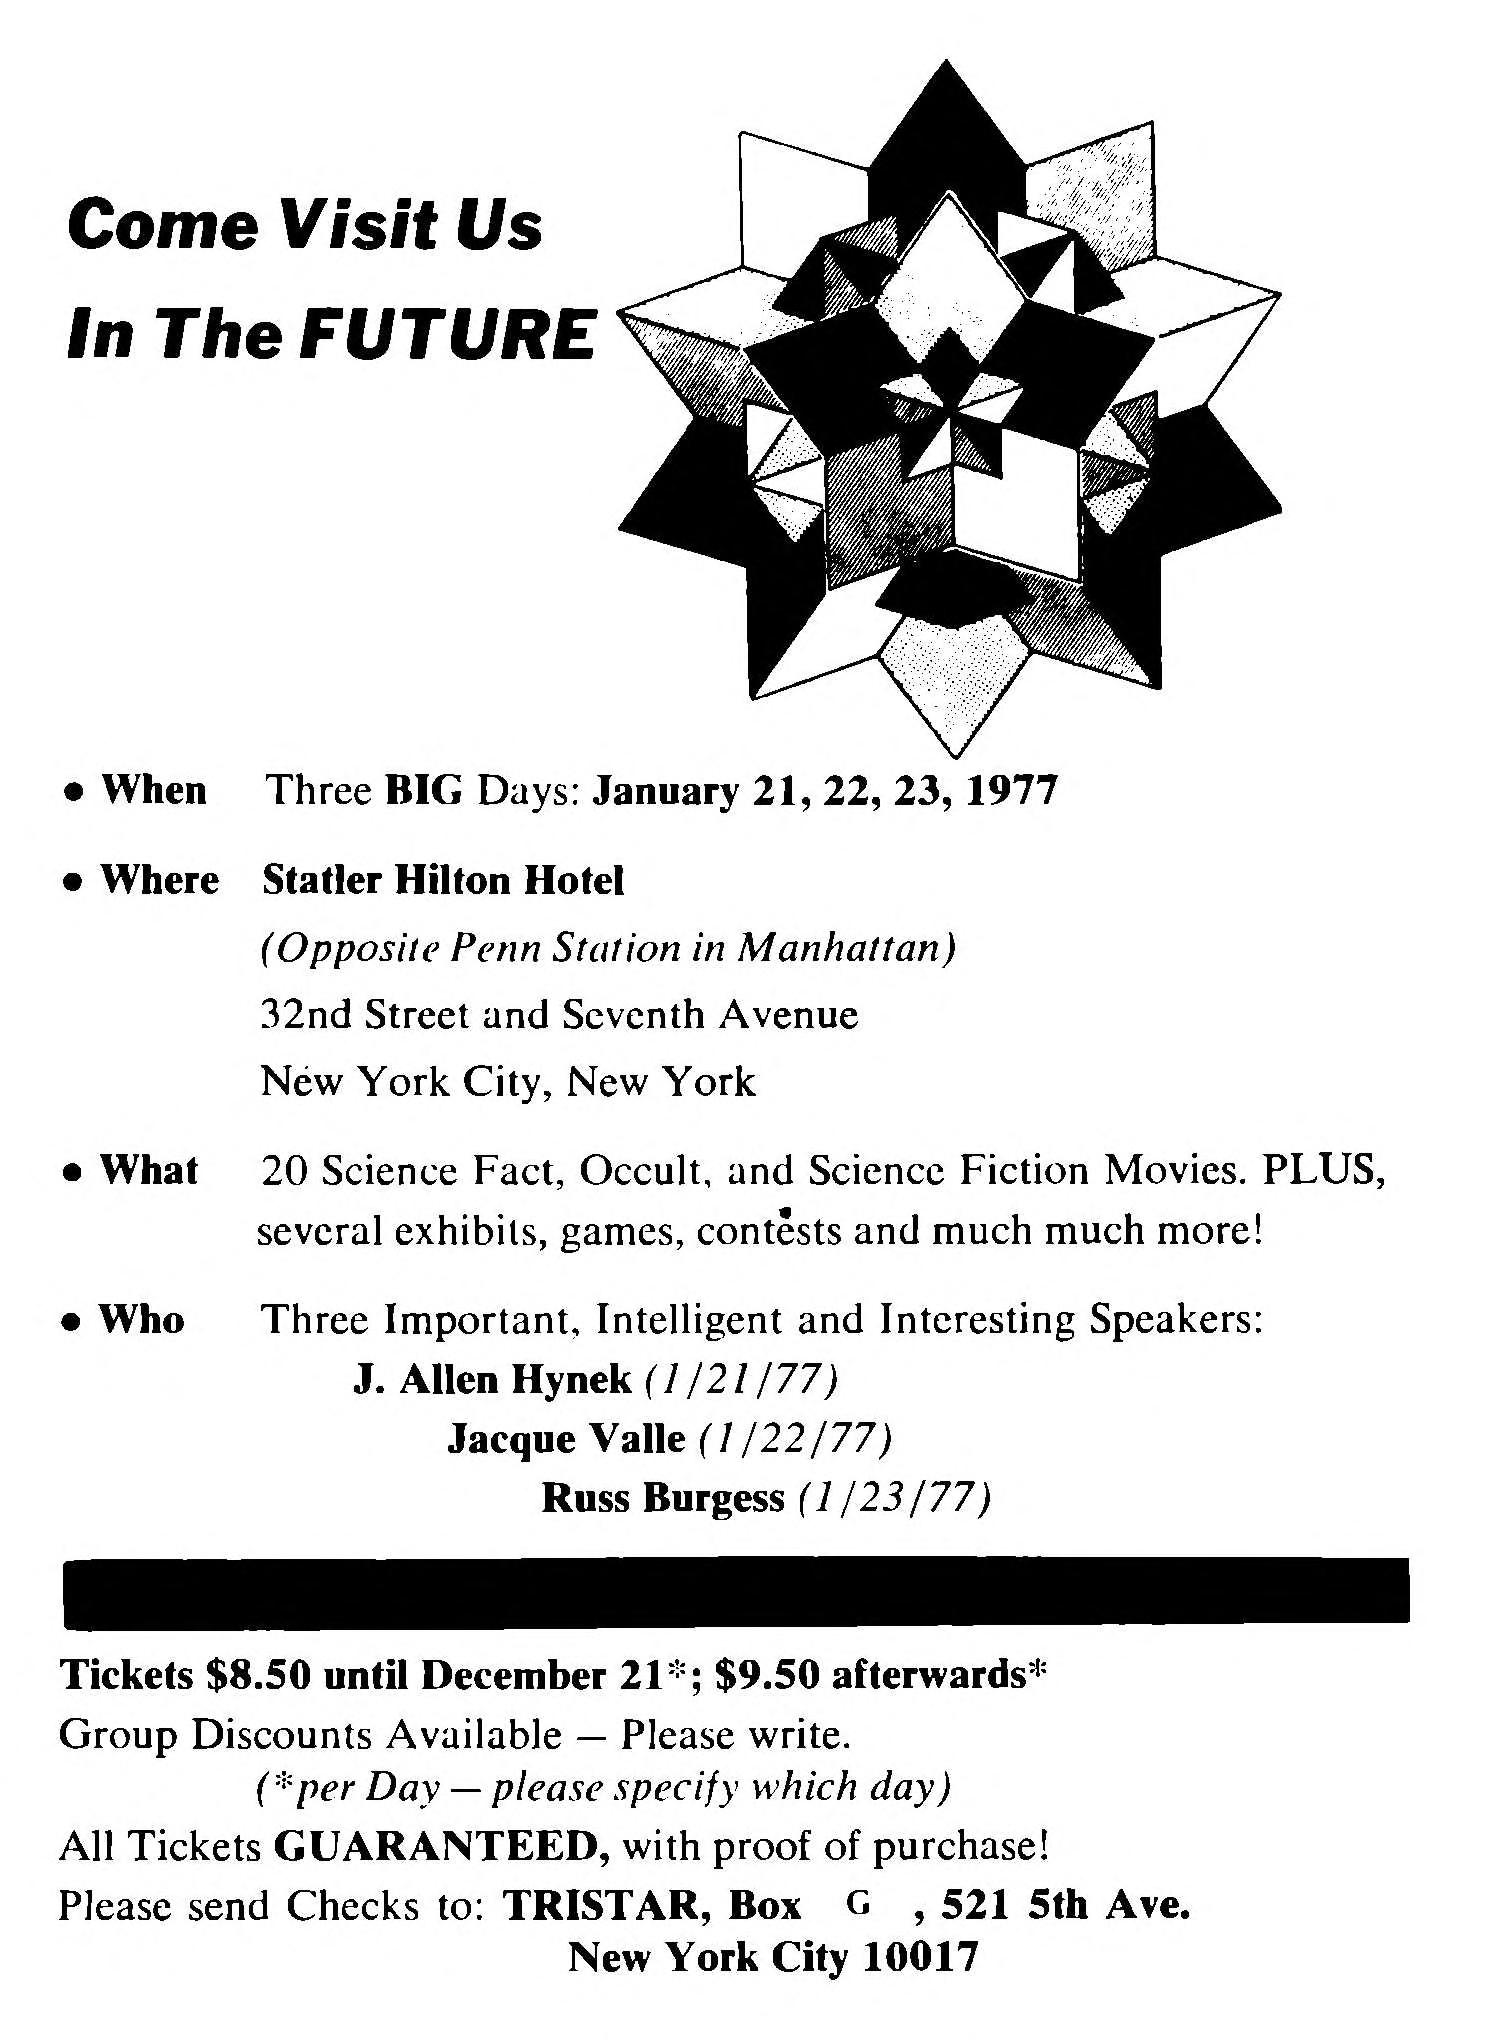 Come Visit Us
In The FUTURE
• When Three BIG Days: January 21, 22, 23, 1977
• Where Statler Hilton Hotel
(Opposite Penn Station in Manhattan)
32nd Street and Seventh Avenue
New York City, New York
• What 20 Science Fact, Occult, and Science Fiction Movies. PLUS,
several exhibits, games, contests and much much more!
• Who Three Important, Intelligent and Interesting Speakers:
J. Allen Hynek (1/21/77)
Jacque Valle (1/22/77)
Russ Burgess (1/23/77)
Tickets $8.50 until December 21*; $9.50 afterwards*
Group Discounts Available — Please write.
(*per Day — please specify which day)
All Tickets GUARANTEED, with proof of purchase!
Please send Checks to: TRISTAR, Box G , 521 5th Ave.
New York City 10017